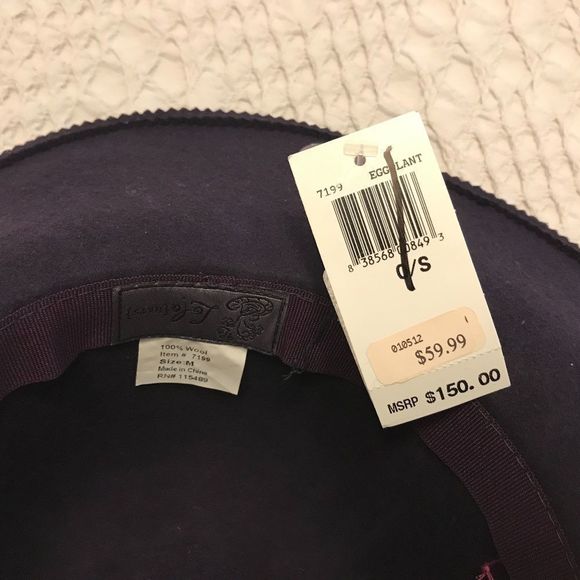 7199 EGGPLANT
8 38568 00849 3
O/S
010512
$59.99
MSRP $150.00
100% Wool
Item # 7199
Size: M
Made in China
RN# 115489